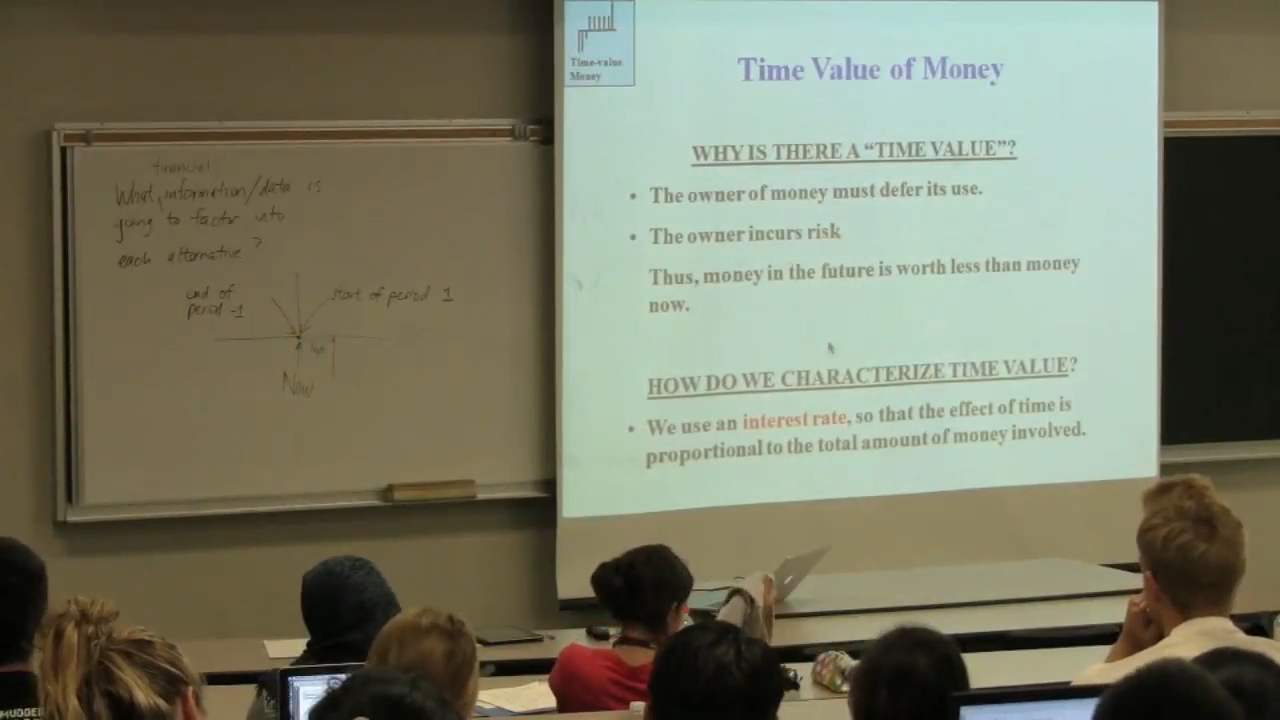 financial
What, information/data is
going to factor into
each alternative?
end of
period -1
start of period 1
Now
Time-value
Money
Time Value of Money
WHY IS THERE A “TIME VALUE”?
• The owner of money must defer its use.
• The owner incurs risk
Thus, money in the future is worth less than money
now.
HOW DO WE CHARACTERIZE TIME VALUE?
• We use an interest rate, so that the effect of time is
proportional to the total amount of money involved.
MUDDER